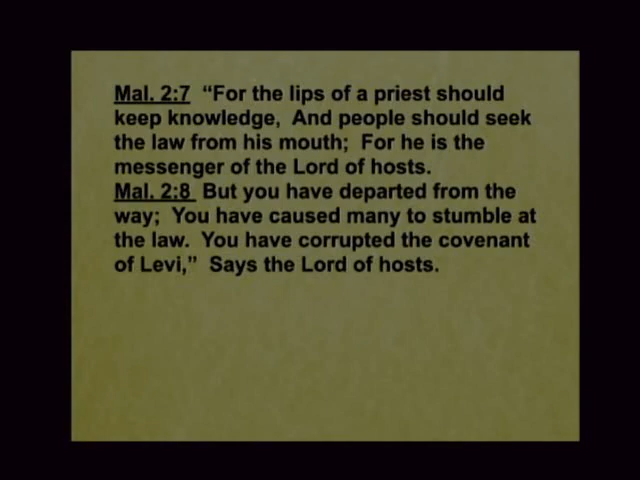 Mal. 2:7  “For the lips of a priest should
keep knowledge,  And people should seek
the law from his mouth;  For he is the
messenger of the Lord of hosts.
Mal. 2:8  But you have departed from the
way;  You have caused many to stumble at
the law.  You have corrupted the covenant
of Levi,”  Says the Lord of hosts.